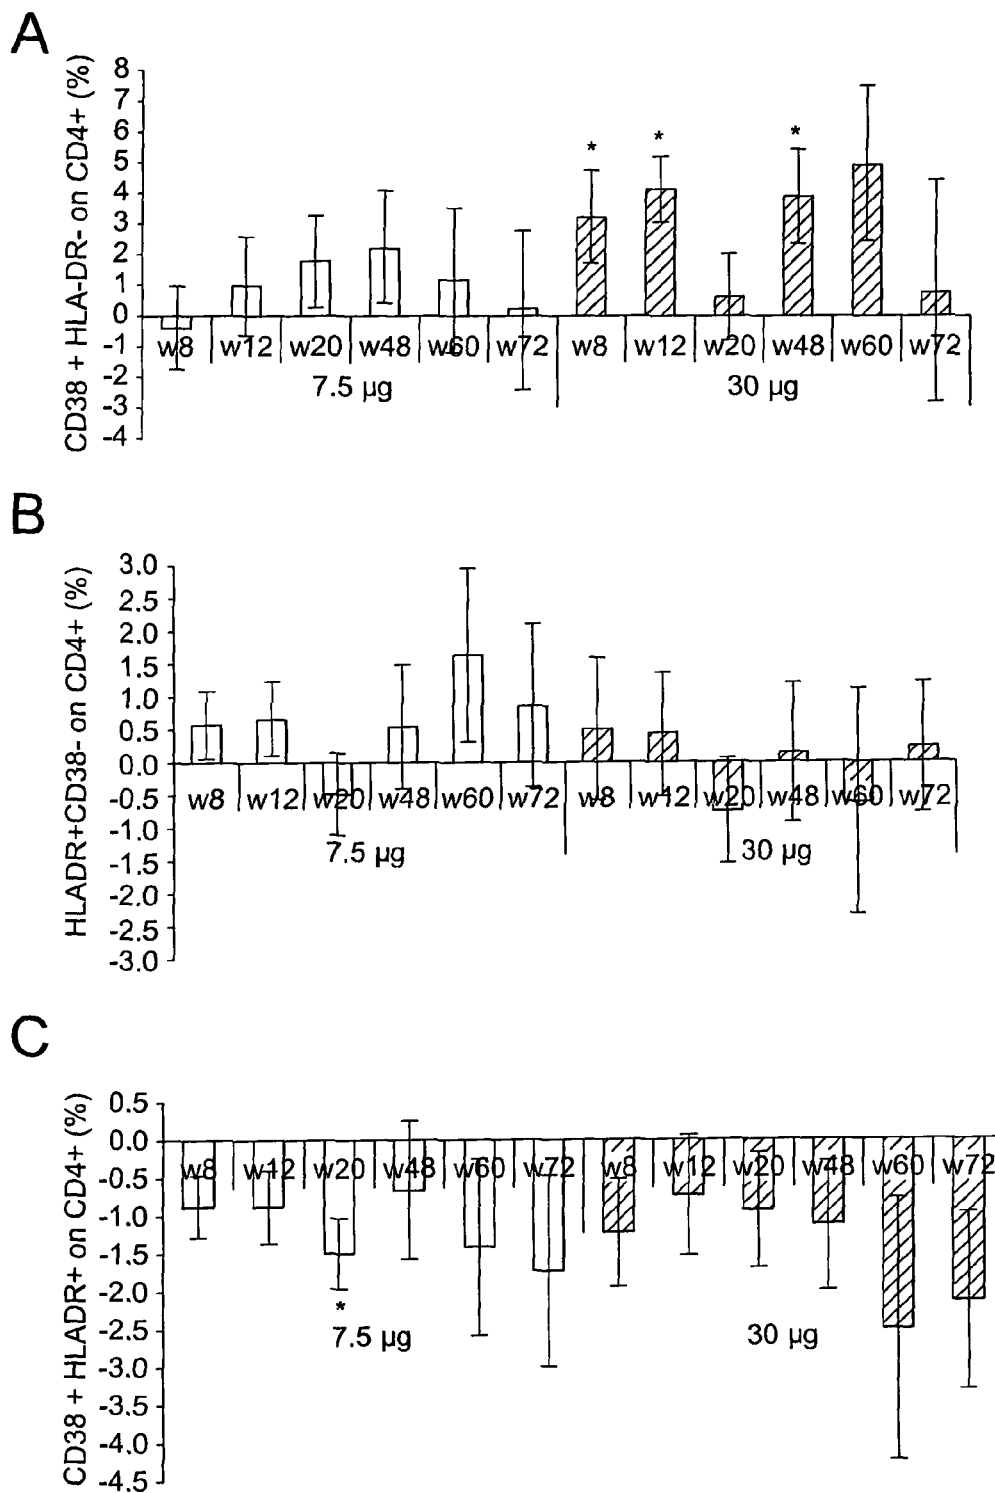 A
CD38 + HLA-DR- on CD4+ (%)
8
7
6
5
4
3
2
1
0
-1
-2
-3
-4
* * *
w8 w12 w20 w48 w60 w72 w8 w12 w20 w48 w60 w72
7.5 µg 30 µg
B
HLADR+CD38- on CD4+ (%)
3.0
2.5
2.0
1.5
1.0
0.5
0.0
-0.5
-1.0
-1.5
-2.0
-2.5
-3.0
w8 w12 w20 w48 w60 w72 w8 w12 w20 w48 w60 w72
7.5 µg 30 µg
C
CD38 + HLADR+ on CD4+ (%)
0.5
0.0
-0.5
-1.0
-1.5
-2.0
-2.5
-3.0
-3.5
-4.0
-4.5
w8 w12 w20 w48 w60 w72 w8 w12 w20 w48 w60 w72
*
7.5 µg 30 µg